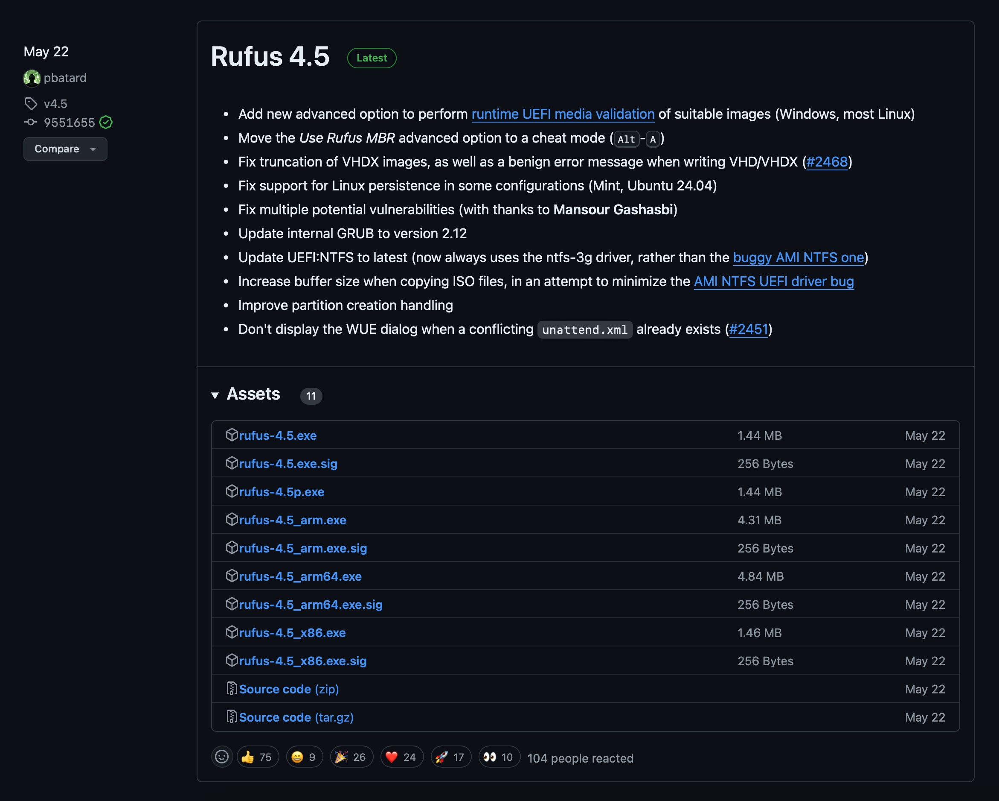 May 22
pbatard
v4.5
9551655
Compare
Rufus 4.5 Latest
• Add new advanced option to perform runtime UEFI media validation of suitable images (Windows, most Linux)
• Move the Use Rufus MBR advanced option to a cheat mode (Alt-A)
• Fix truncation of VHDX images, as well as a benign error message when writing VHD/VHDX (#2468)
• Fix support for Linux persistence in some configurations (Mint, Ubuntu 24.04)
• Fix multiple potential vulnerabilities (with thanks to Mansour Gashasbi)
• Update internal GRUB to version 2.12
• Update UEFI:NTFS to latest (now always uses the ntfs-3g driver, rather than the buggy AMI NTFS one)
• Increase buffer size when copying ISO files, in an attempt to minimize the AMI NTFS UEFI driver bug
• Improve partition creation handling
• Don't display the WUE dialog when a conflicting unattend.xml already exists (#2451)
Assets 11
rufus-4.5.exe 1.44 MB May 22
rufus-4.5.exe.sig 256 Bytes May 22
rufus-4.5p.exe 1.44 MB May 22
rufus-4.5_arm.exe 4.31 MB May 22
rufus-4.5_arm.exe.sig 256 Bytes May 22
rufus-4.5_arm64.exe 4.84 MB May 22
rufus-4.5_arm64.exe.sig 256 Bytes May 22
rufus-4.5_x86.exe 1.46 MB May 22
rufus-4.5_x86.exe.sig 256 Bytes May 22
Source code (zip) May 22
Source code (tar.gz) May 22
👍 75 😄 9 🎉 26 ❤️ 24 🚀 17 👀 10 104 people reacted